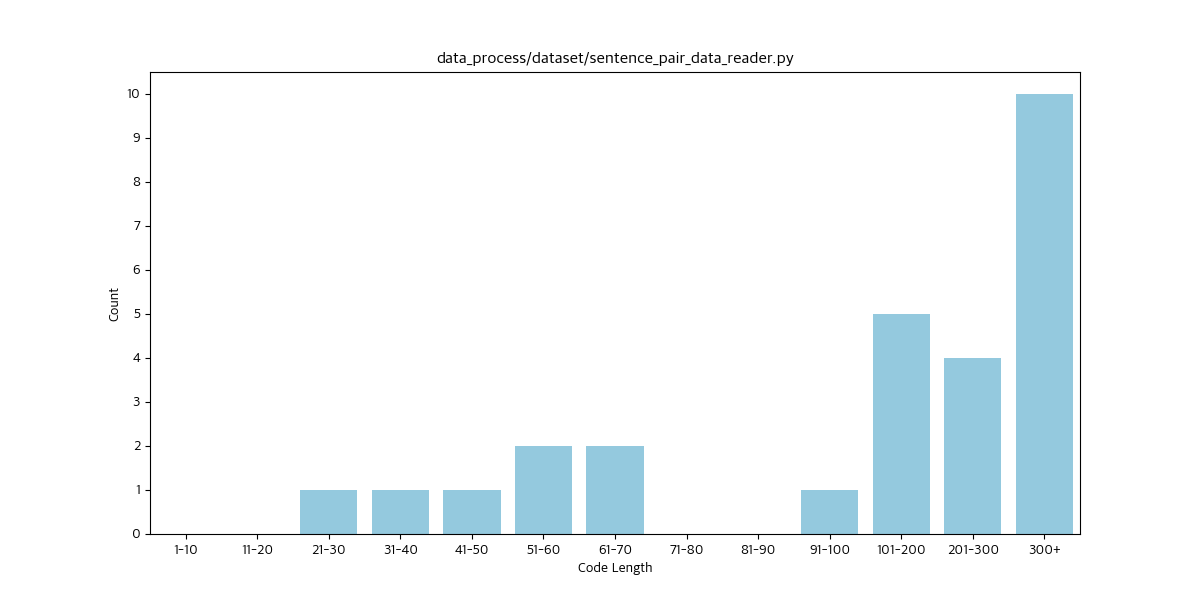 data_process/dataset/sentence_pair_data_reader.py
10
9
8
7
6
5
4
3
2
1
0
Count
1-10 11-20 21-30 31-40 41-50 51-60 61-70 71-80 81-90 91-100 101-200 201-300 300+
Code Length